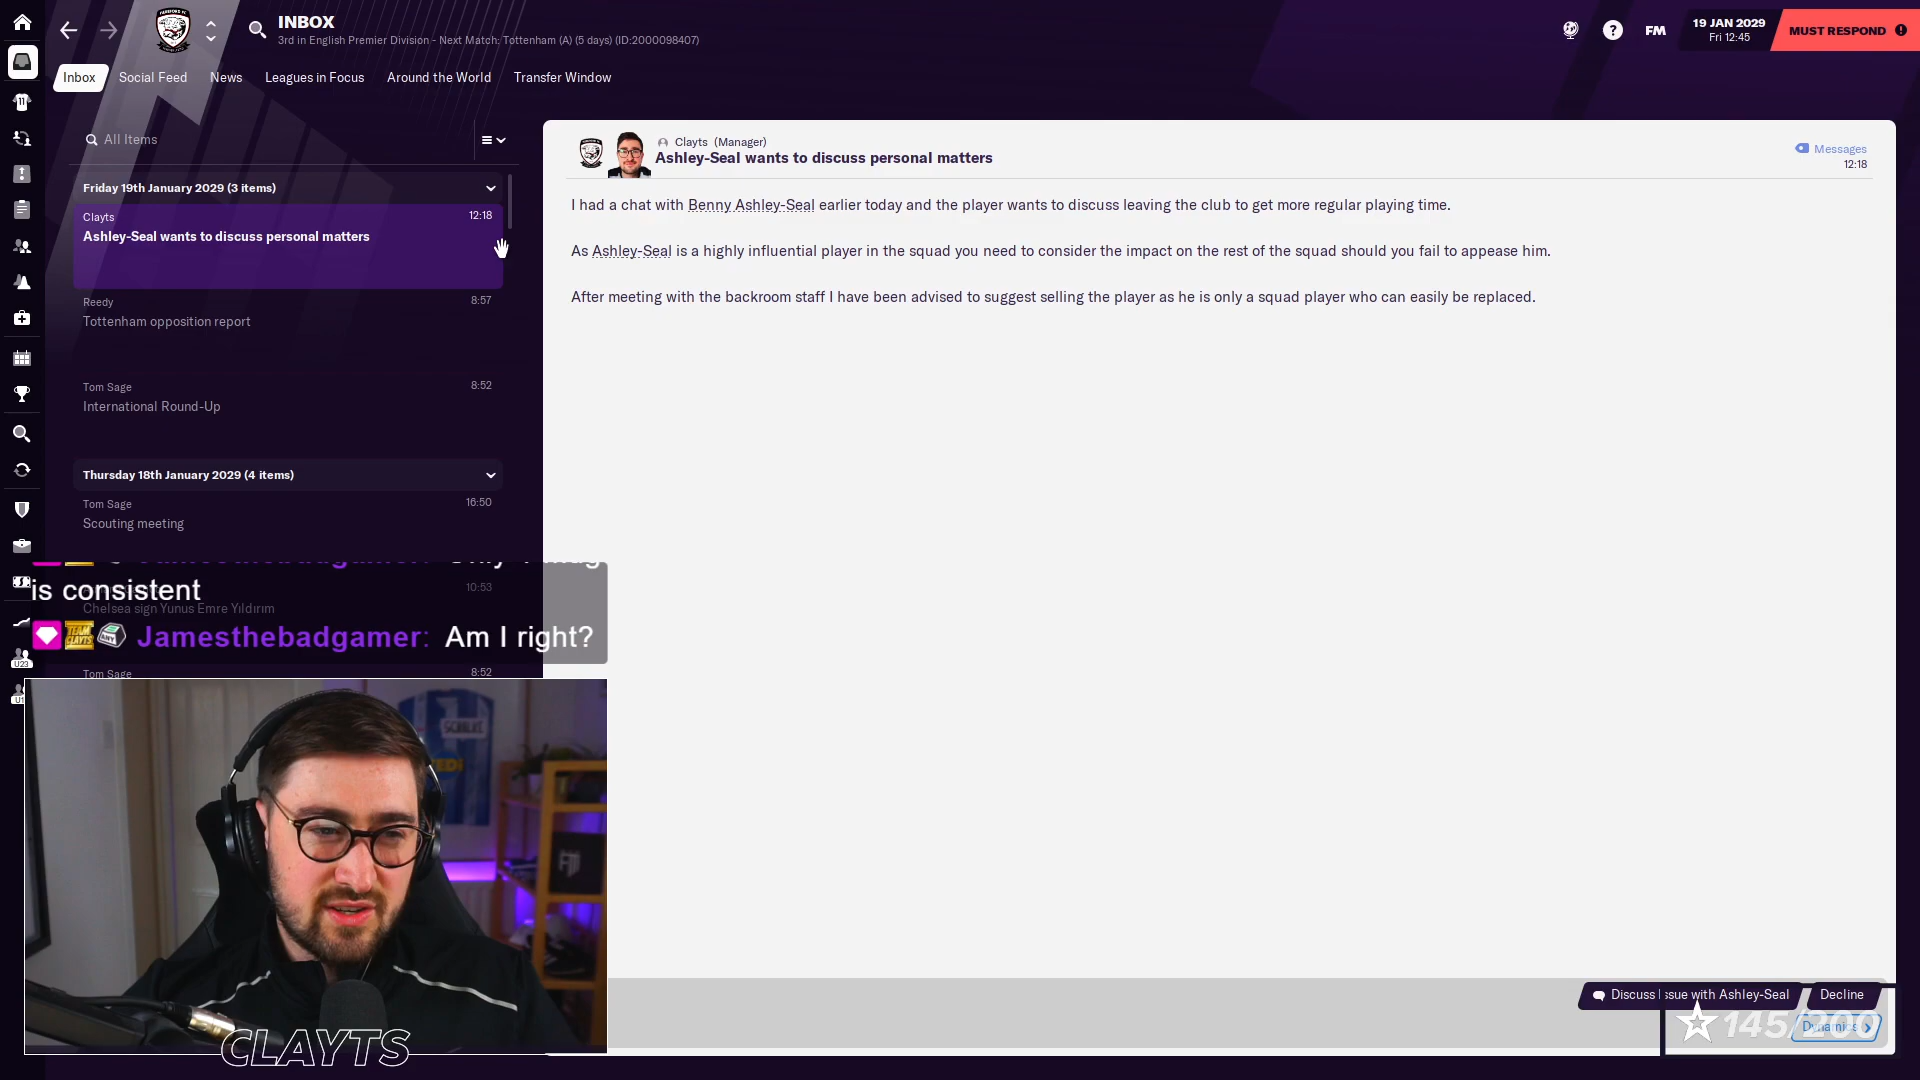 INBOX
3rd in English Premier Division - Next Match: Tottenham (A) (5 days) (ID:2000098407)
FM
19 JAN 2029
Fri 12:45
MUST RESPOND
Inbox
Social Feed
News
Leagues in Focus
Around the World
Transfer Window
All Items
Friday 19th January 2029 (3 items)
Clayts
12:18
Ashley-Seal wants to discuss personal matters
Reedy
8:57
Tottenham opposition report
Tom Sage
8:52
International Round-Up
Thursday 18th January 2029 (4 items)
Tom Sage
16:50
Scouting meeting
is consistent
10:53
Chelsea sign Yunus Emre Yıldırım
Jamesthebadgamer: Am I right?
U23
Tom Sage
8:52
CLAYTS
Clayts (Manager)
Ashley-Seal wants to discuss personal matters
Messages
12:18
I had a chat with Benny Ashley-Seal earlier today and the player wants to discuss leaving the club to get more regular playing time.
As Ashley-Seal is a highly influential player in the squad you need to consider the impact on the rest of the squad should you fail to appease him.
After meeting with the backroom staff I have been advised to suggest selling the player as he is only a squad player who can easily be replaced.
Discuss Issue with Ashley-Seal
Decline
Dynamics
145/200